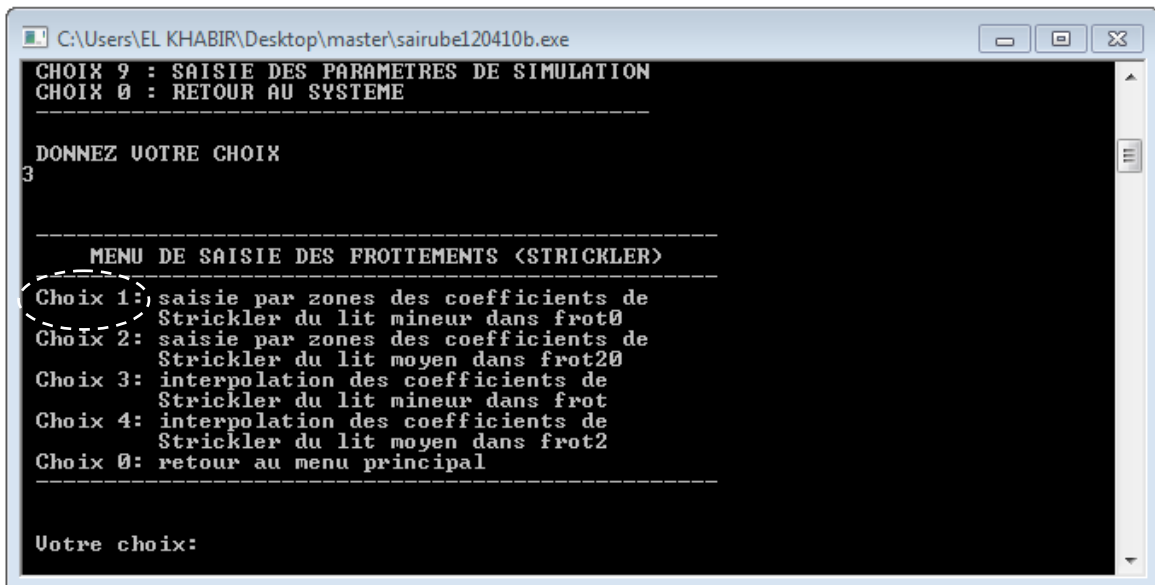 C:\Users\EL KHABIR\Desktop\master\sairube120410b.exe
CHOIX 9 : SAISIE DES PARAMETRES DE SIMULATION
CHOIX 0 : RETOUR AU SYSTEME
DONNEZ VOTRE CHOIX
3
MENU DE SAISIE DES FROTTEMENTS (STRICKLER)
Choix 1: saisie par zones des coefficients de
Strickler du lit mineur dans frot0
Choix 2: saisie par zones des coefficients de
Strickler du lit moyen dans frot20
Choix 3: interpolation des coefficients de
Strickler du lit mineur dans frot
Choix 4: interpolation des coefficients de
Strickler du lit moyen dans frot2
Choix 0: retour au menu principal
Votre choix: